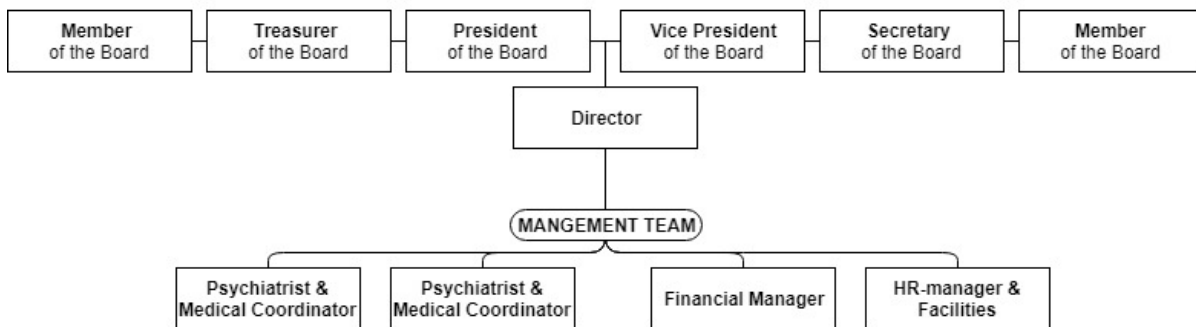 Member
of the Board
Treasurer
of the Board
President
of the Board
Vice President
of the Board
Secretary
of the Board
Member
of the Board
Director
MANGEMENT TEAM
Psychiatrist &
Medical Coordinator
Psychiatrist &
Medical Coordinator
Financial Manager
HR-manager &
Facilities